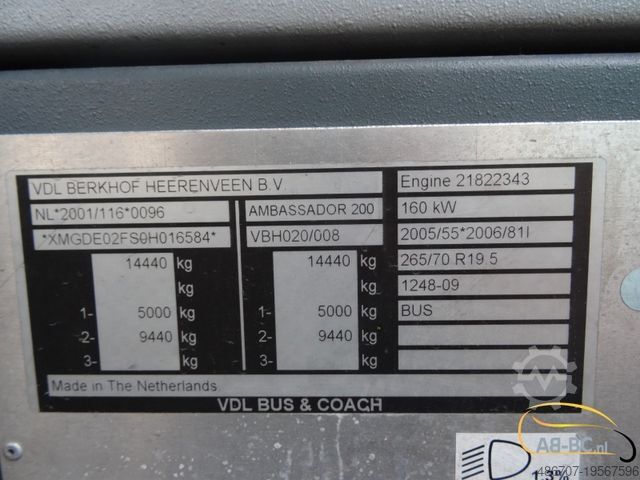 VDL BERKHOF HEERENVEEN B.V.
Engine 21822343
NL*2001/116*0096
AMBASSADOR 200
160 kW
*XMGDE02FS0H016584*
VBH020/008
2005/55*2006/81I
14440 kg
14440 kg
265/70 R19.5
kg
kg
1248-09
1- 5000 kg
1- 5000 kg
BUS
2- 9440 kg
2- 9440 kg
3- kg
3- kg
Made in The Netherlands.
VDL BUS & COACH
AB-BC.nl
1.3%
486707-19567596